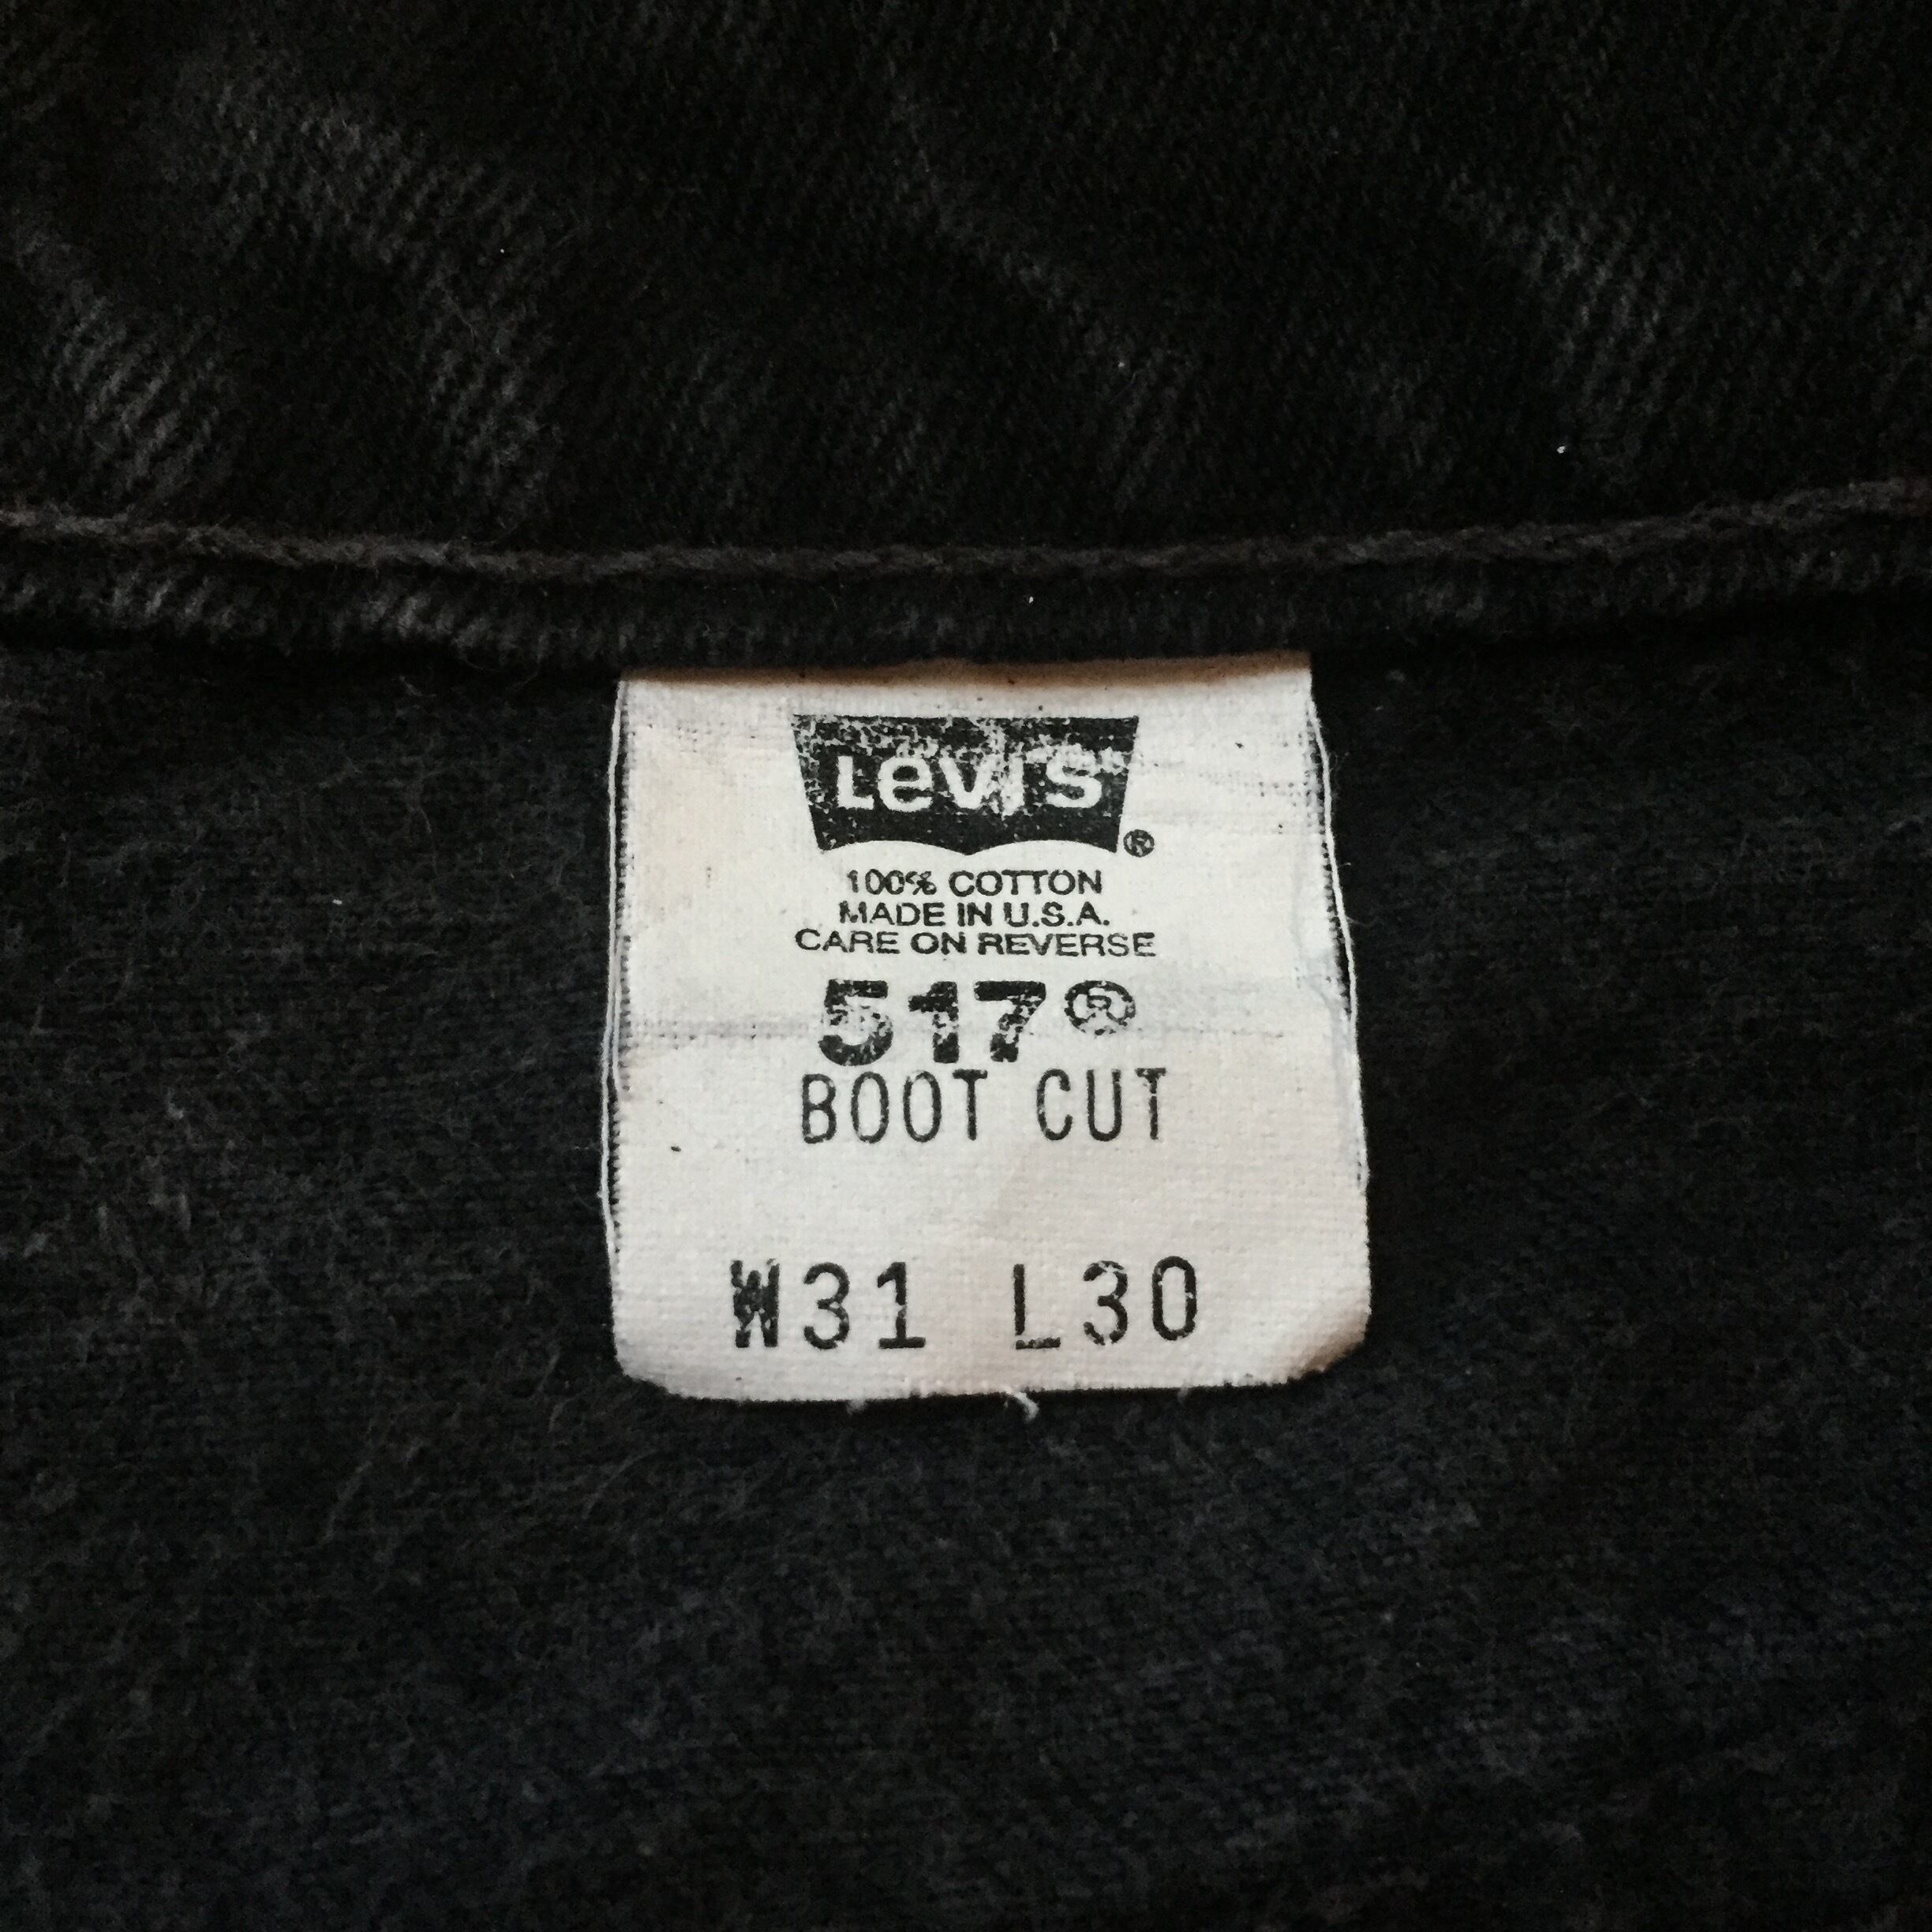 Levi's ®
100% COTTON
MADE IN U.S.A.
CARE ON REVERSE
517®
BOOT CUT
W31 L30